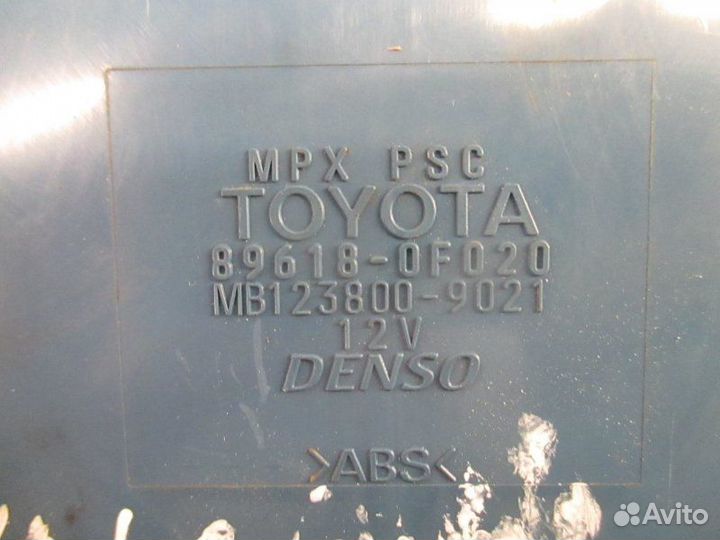 MPX PSC
TOYOTA
89618-0F020
MB123800-9021
12V
DENSO
>ABS<
Avito